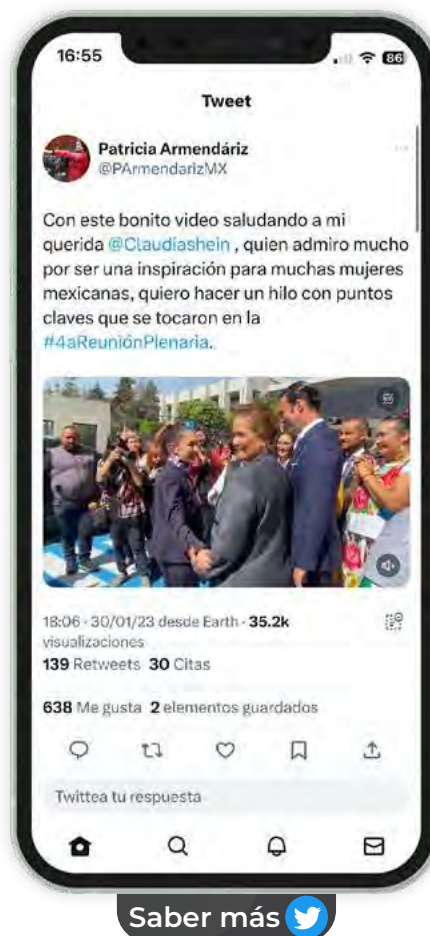 16:55
86
Tweet
Patricia Armendáriz
@PArmendarizMX
Con este bonito video saludando a mi
querida @Claudiashein , quien admiro mucho
por ser una inspiración para muchas mujeres
mexicanas, quiero hacer un hilo con puntos
claves que se tocaron en la
#4aReuniónPlenaria.
18:06 · 30/01/23 desde Earth · 35.2k
visualizaciones
139 Retweets 30 Citas
638 Me gusta 2 elementos guardados
Twittea tu respuesta
Saber más